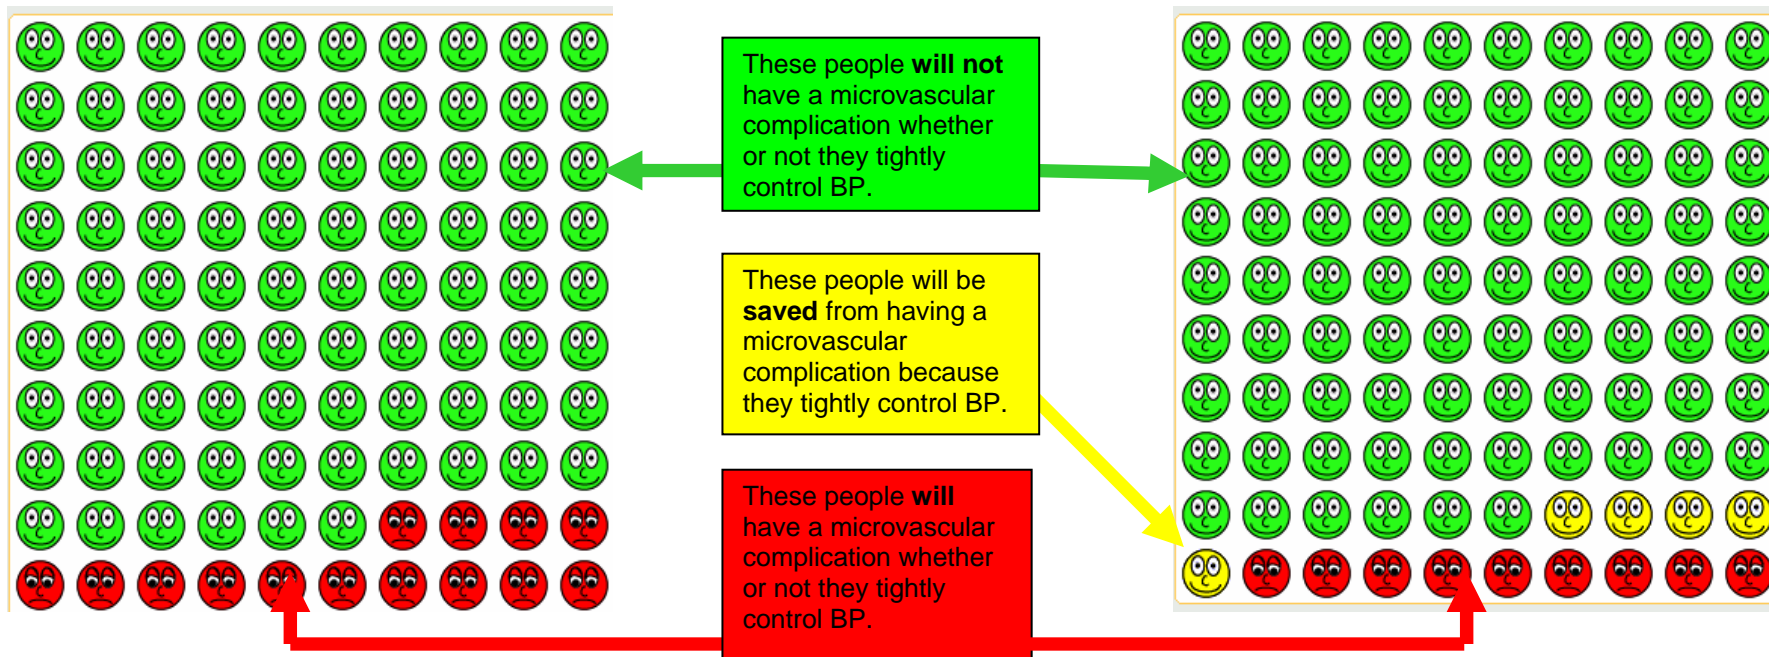 These people will not
have a microvascular
complication whether
or not they tightly
control BP.
These people will be
saved from having a
microvascular
complication because
they tightly control BP.
These people will
have a microvascular
complication whether
or not they tightly
control BP.